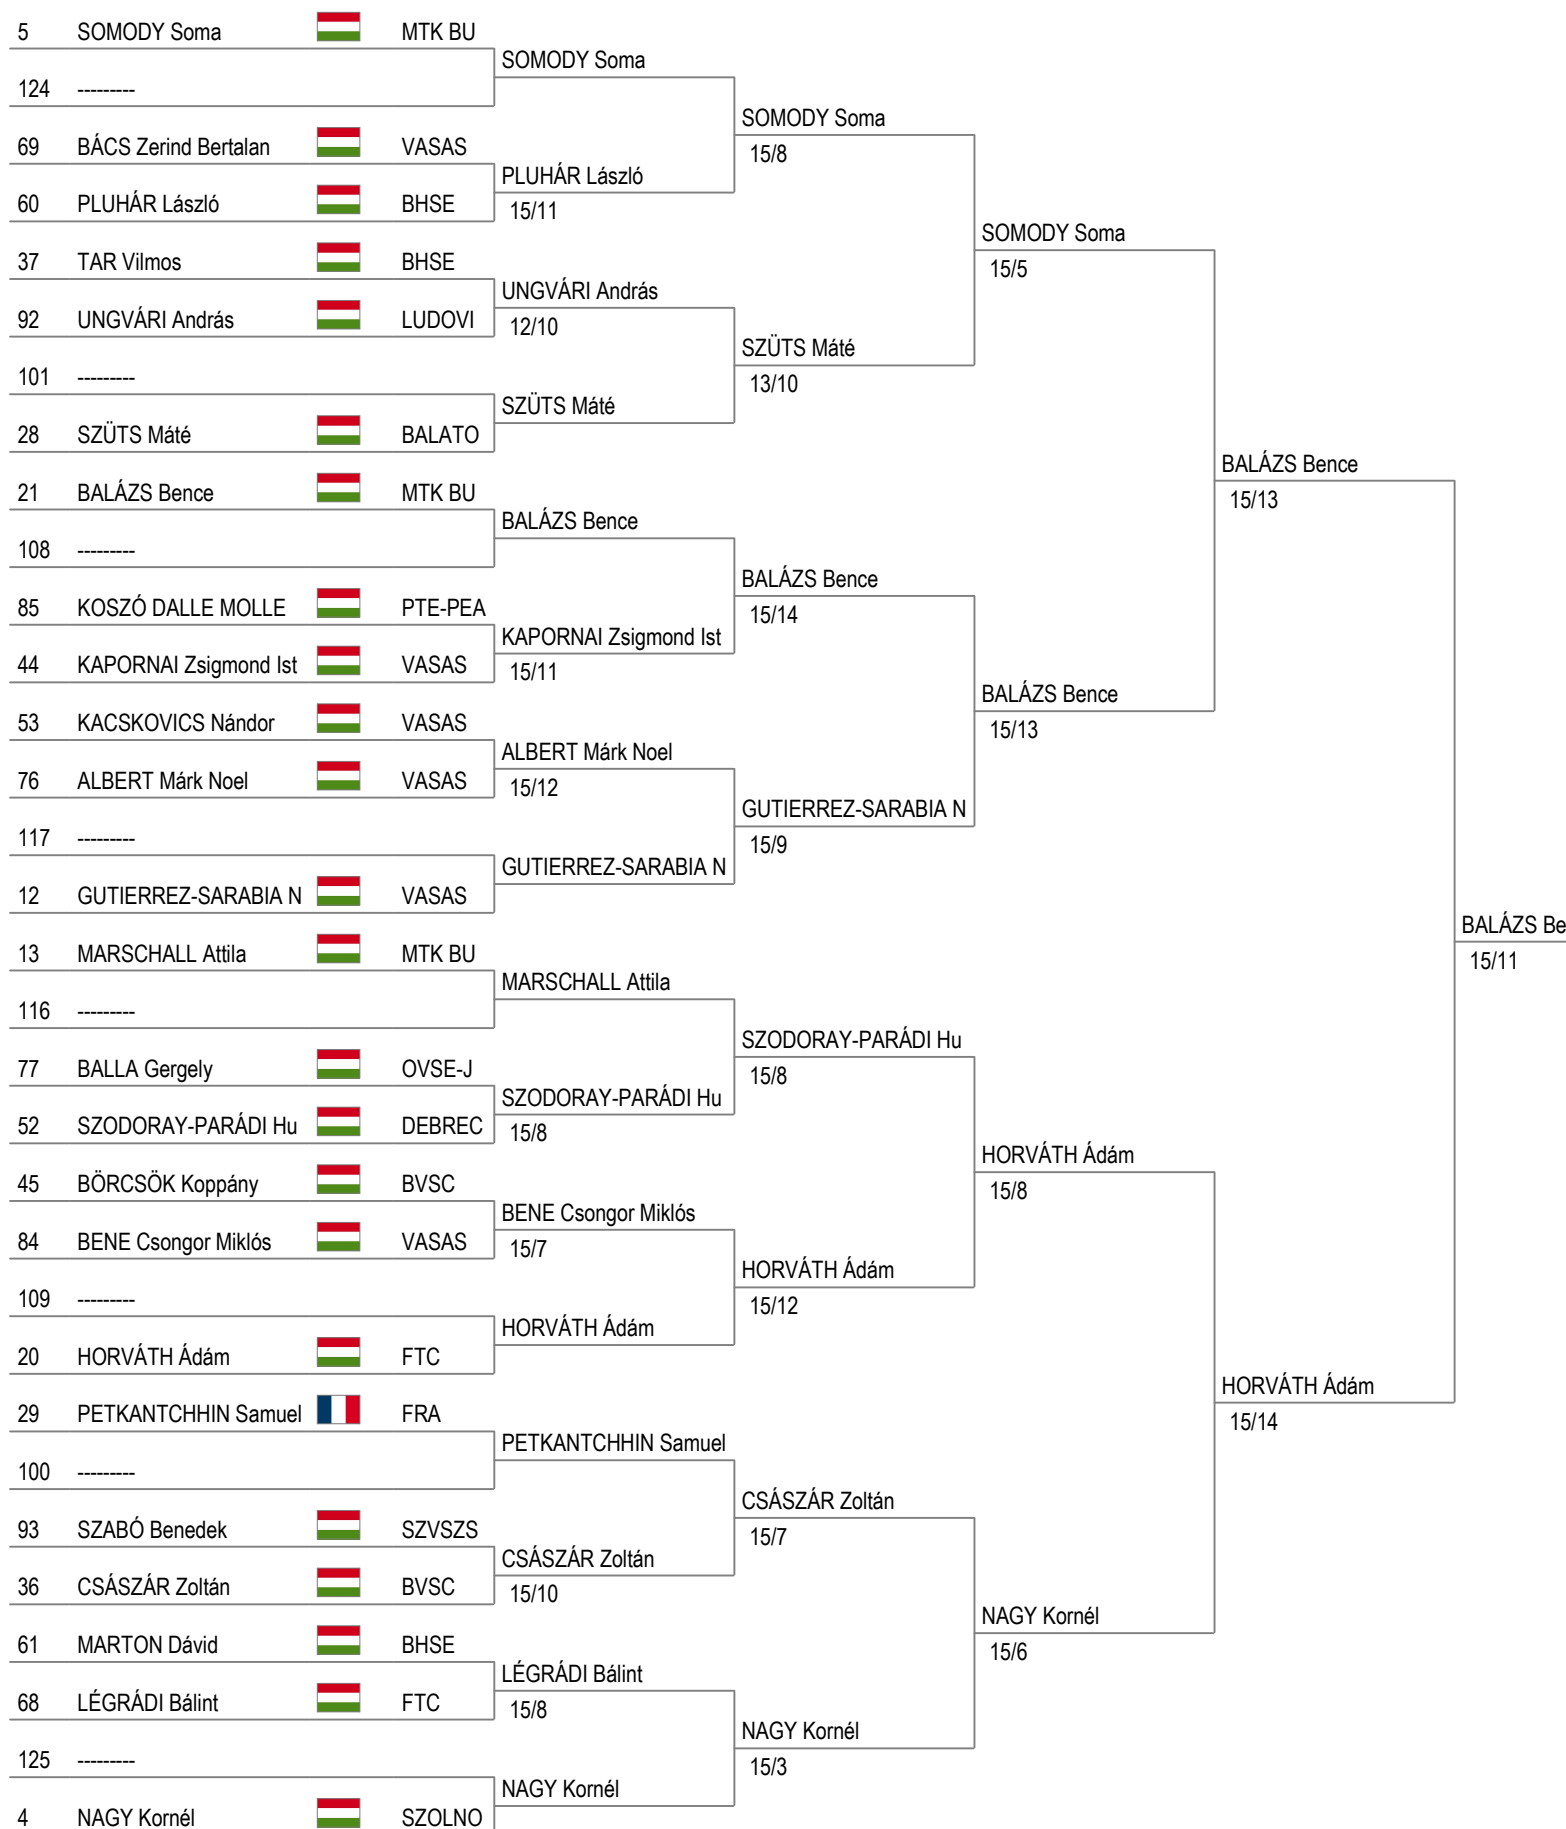 5 SOMODY Soma MTK BU
124 ---------
69 BÁCS Zerind Bertalan VASAS
60 PLUHÁR László BHSE
37 TAR Vilmos BHSE
92 UNGVÁRI András LUDOVI
101 ---------
28 SZÜTS Máté BALATO
21 BALÁZS Bence MTK BU
108 ---------
85 KOSZÓ DALLE MOLLE PTE-PEA
44 KAPORNAI Zsigmond Ist VASAS
53 KACSKOVICS Nándor VASAS
76 ALBERT Márk Noel VASAS
117 ---------
12 GUTIERREZ-SARABIA N VASAS
13 MARSCHALL Attila MTK BU
116 ---------
77 BALLA Gergely OVSE-J
52 SZODORAY-PARÁDI Hu DEBREC
45 BÖRCSÖK Koppány BVSC
84 BENE Csongor Miklós VASAS
109 ---------
20 HORVÁTH Ádám FTC
29 PETKANTCHHIN Samuel FRA
100 ---------
93 SZABÓ Benedek SZVSZS
36 CSÁSZÁR Zoltán BVSC
61 MARTON Dávid BHSE
68 LÉGRÁDI Bálint FTC
125 ---------
4 NAGY Kornél SZOLNO
SOMODY Soma
PLUHÁR László
15/11
UNGVÁRI András
12/10
SZÜTS Máté
BALÁZS Bence
KAPORNAI Zsigmond Ist
15/11
ALBERT Márk Noel
15/12
GUTIERREZ-SARABIA N
MARSCHALL Attila
SZODORAY-PARÁDI Hu
15/8
BENE Csongor Miklós
15/7
HORVÁTH Ádám
PETKANTCHHIN Samuel
CSÁSZÁR Zoltán
15/10
LÉGRÁDI Bálint
15/8
NAGY Kornél
SOMODY Soma
15/8
SZÜTS Máté
13/10
BALÁZS Bence
15/14
GUTIERREZ-SARABIA N
15/9
SZODORAY-PARÁDI Hu
15/8
HORVÁTH Ádám
15/12
CSÁSZÁR Zoltán
15/7
NAGY Kornél
15/3
SOMODY Soma
15/5
BALÁZS Bence
15/13
HORVÁTH Ádám
15/8
NAGY Kornél
15/6
BALÁZS Bence
15/13
HORVÁTH Ádám
15/14
BALÁZS Be
15/11